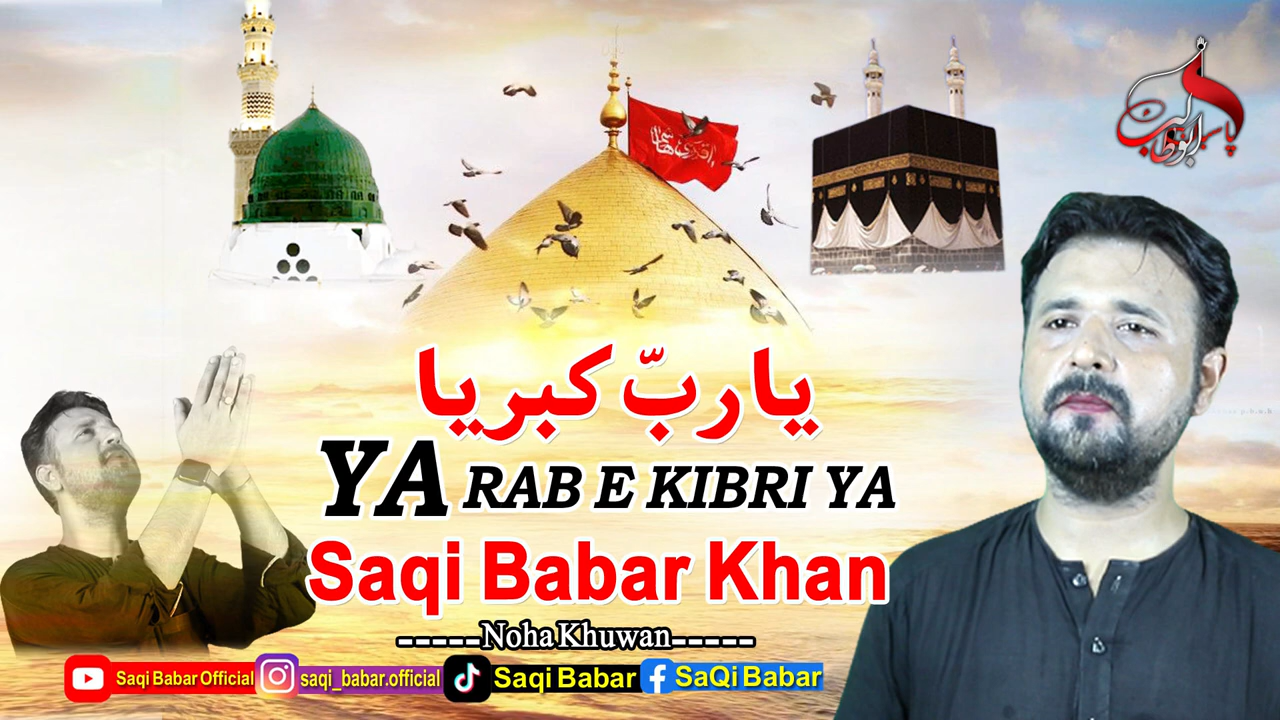 یا ربّ کبریا
YA RAB E KIBRI YA
Saqi Babar Khan
-----Noha Khuwan-----
Saqi Babar Official saqi_babar.official Saqi Babar SaQi Babar